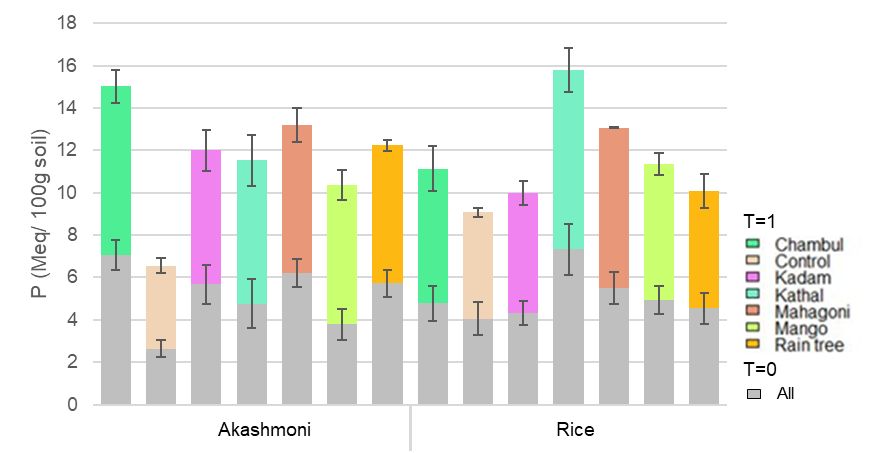 P (Meq/ 100g soil)
18
16
14
12
10
8
6
4
2
0
Akashmoni
Rice
T=1
Chambul
Control
Kadam
Kathal
Mahagoni
Mango
Rain tree
T=0
All